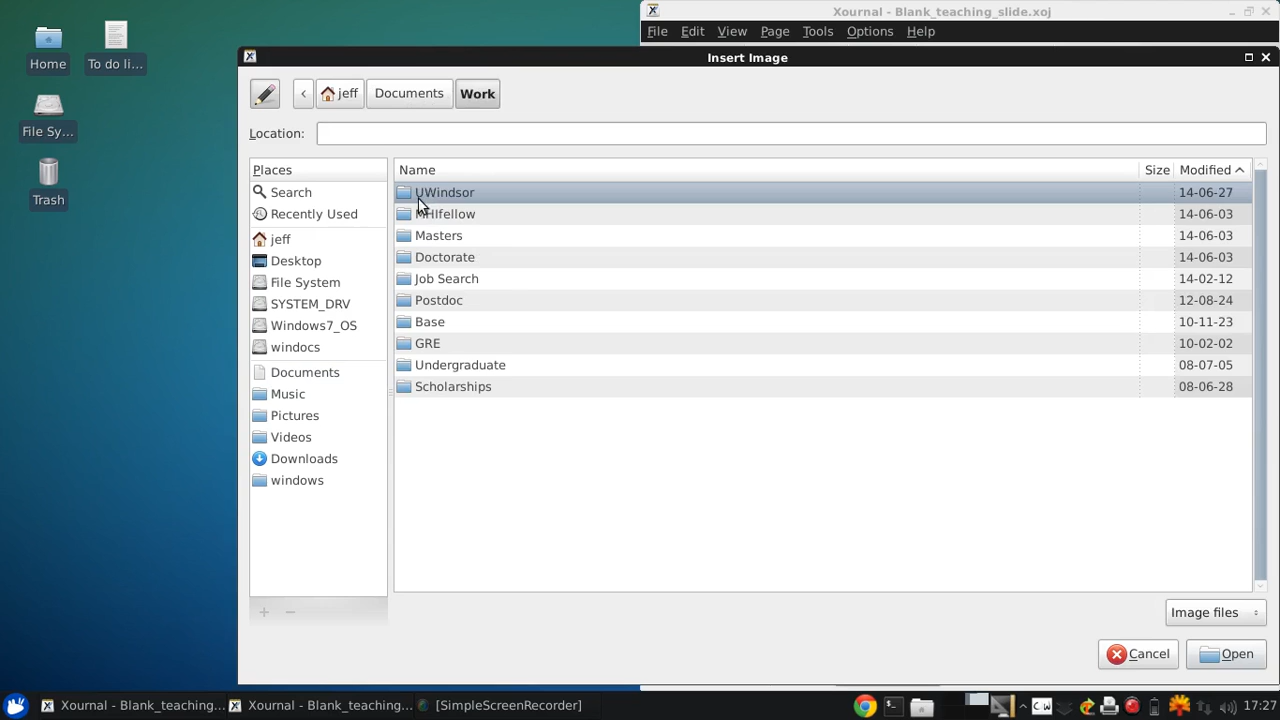 Xournal - Blank_teaching_slide.xoj
File Edit View Page Tools Options Help
Home
To do li...
File Sy...
Trash
Insert Image
jeff
Documents
Work
Location:
Places
Search
Recently Used
jeff
Desktop
File System
SYSTEM_DRV
Windows7_OS
windocs
Documents
Music
Pictures
Videos
Downloads
windows
Name Size Modified
UWindsor 14-06-27
14-06-03
Masters 14-06-03
Doctorate 14-06-03
Job Search 14-02-12
Postdoc 12-08-24
Base 10-11-23
GRE 10-02-02
Undergraduate 08-07-05
Scholarships 08-06-28
Image files
Cancel
Open
Xournal - Blank_teaching... Xournal - Blank_teaching... [SimpleScreenRecorder] CW 17:27